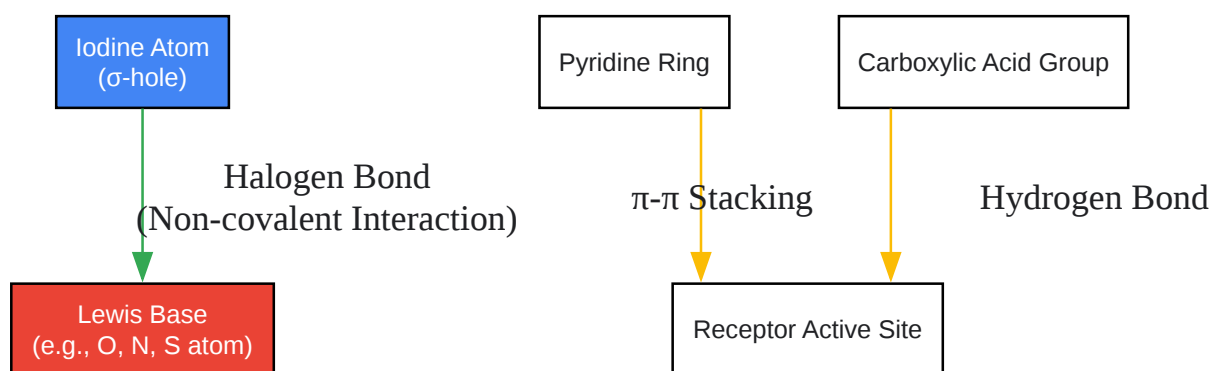 Iodine Atom
(σ-hole)
Pyridine Ring
Carboxylic Acid Group
Halogen Bond
(Non-covalent Interaction)
π-π Stacking
Hydrogen Bond
Lewis Base
(e.g., O, N, S atom)
Receptor Active Site